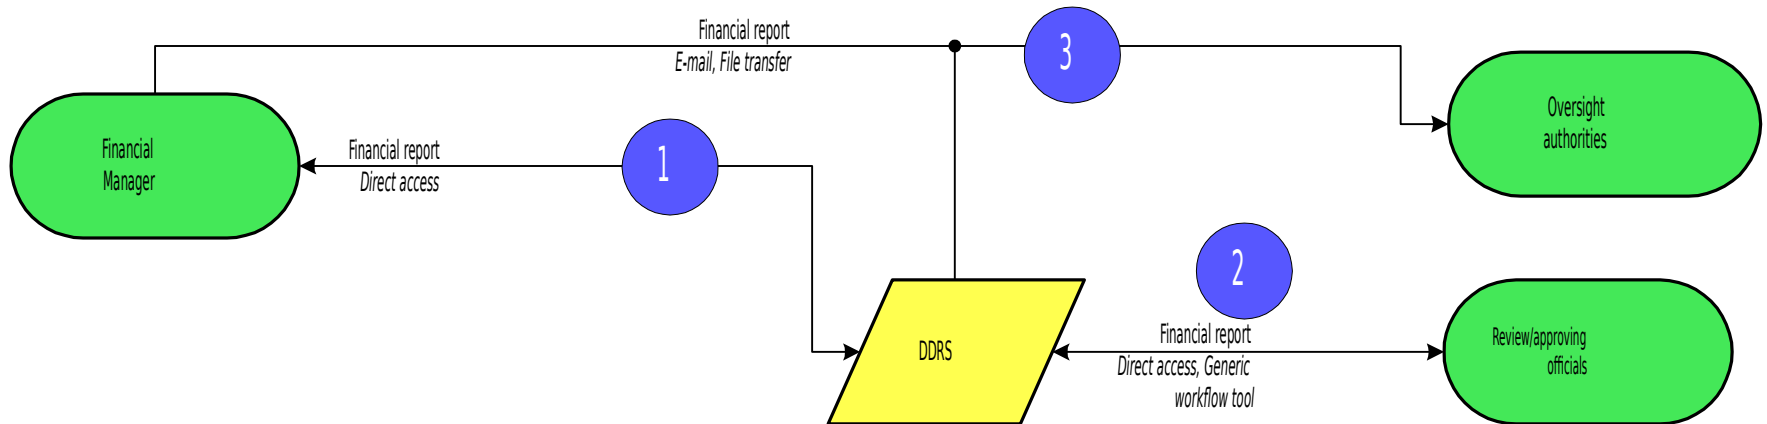 Financial report
E-mail, File transfer
3
Oversight
authorities
Financial
Manager
Financial report
Direct access
1
2
DDRS
Financial report
Direct access, Generic
workflow tool
Review/approving
officials